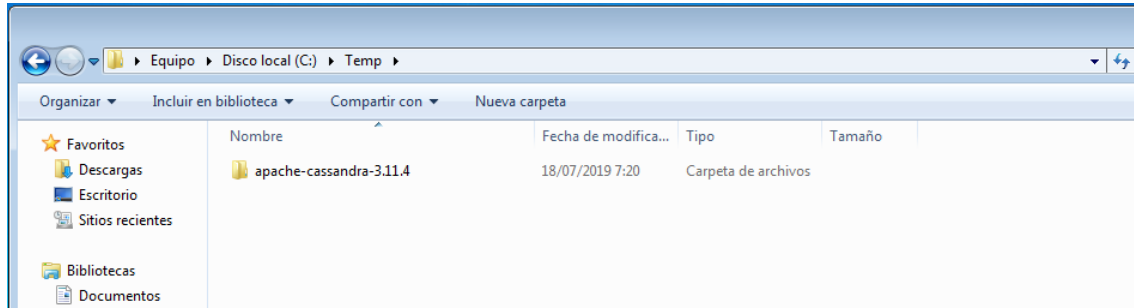 Equipo Disco local (C:) Temp
Organizar Incluir en biblioteca Compartir con Nueva carpeta
Favoritos
Descargas
Escritorio
Sitios recientes
Bibliotecas
Documentos
Nombre Fecha de modifica... Tipo Tamaño
apache-cassandra-3.11.4 18/07/2019 7:20 Carpeta de archivos